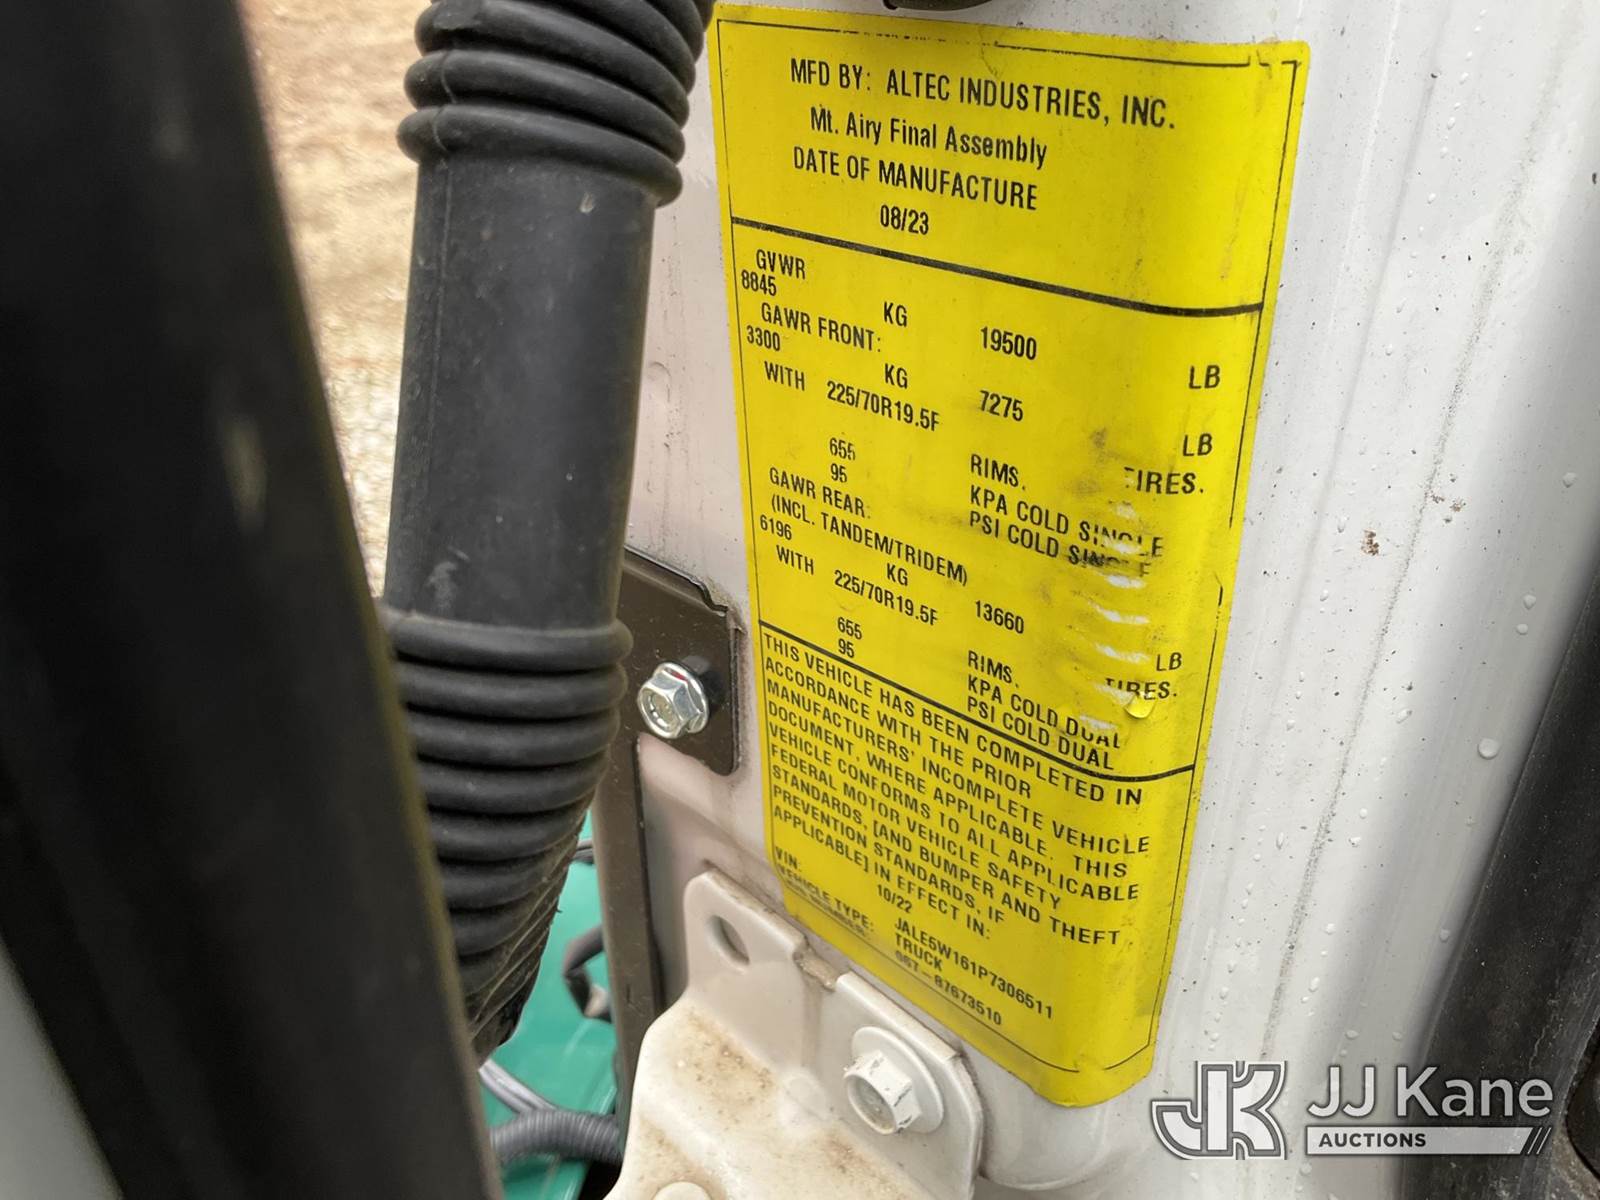 MFD BY: ALTEC INDUSTRIES, INC.
Mt. Airy Final Assembly
DATE OF MANUFACTURE
08/23
GVWR
8845 KG 19500 LB
GAWR FRONT:
3300 KG 7275 LB
WITH 225/70R19.5F TIRES.
RIMS.
655 KPA COLD SINGLE
95 PSI COLD SINGLE
GAWR REAR:
(INCL. TANDEM/TRIDEM)
6196 KG 13660 LB
WITH 225/70R19.5F TIRES.
RIMS.
655 KPA COLD DUAL
95 PSI COLD DUAL
THIS VEHICLE HAS BEEN COMPLETED IN
ACCORDANCE WITH THE PRIOR
MANUFACTURERS' INCOMPLETE VEHICLE
DOCUMENT, WHERE APPLICABLE. THIS
VEHICLE CONFORMS TO ALL APPLICABLE
FEDERAL MOTOR VEHICLE SAFETY
STANDARDS, [AND BUMPER AND THEFT
PREVENTION STANDARDS, IF
APPLICABLE] IN EFFECT IN:
10/22
VIN: JALE5W161P7306511
VEHICLE TYPE: TRUCK
87673510
JJ Kane
AUCTIONS